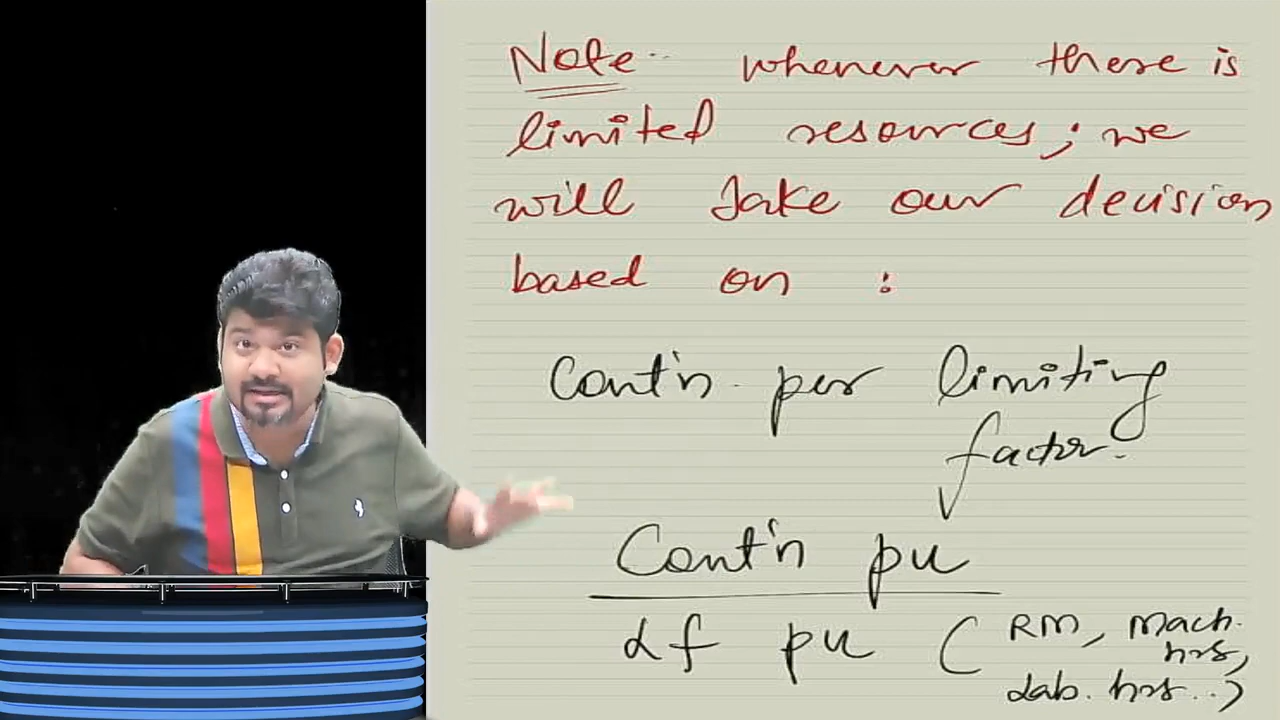 Note:- whenever there is
limited resources; we
will take our decision
based on :
Cont'n. per limiting
factor.
Cont'n pu
Lf pu ( RM, Mach.
hrs,
Lab. hrs..)